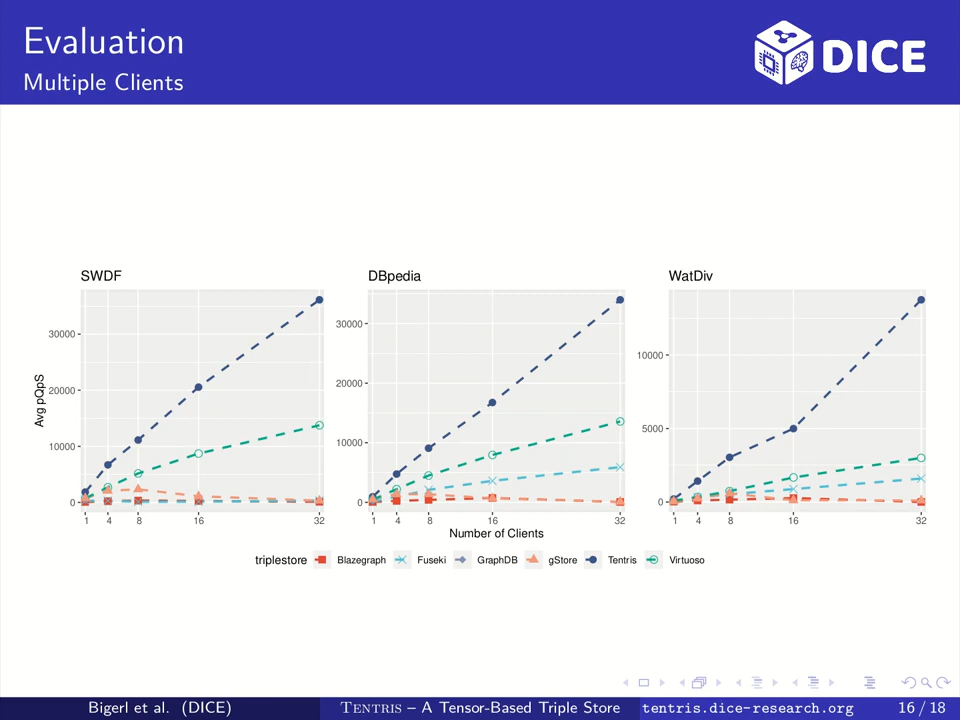 Evaluation
Multiple Clients
DICE
SWDF
DBpedia
WatDiv
Avg pQpS
30000
20000
10000
0
1 4 8 16 32
30000
20000
10000
0
1 4 8 16 32
10000
5000
0
1 4 8 16 32
Number of Clients
triplestore Blazegraph Fuseki GraphDB gStore Tentris Virtuoso
Bigerl et al. (DICE) Tentris – A Tensor-Based Triple Store tentris.dice-research.org 16 / 18